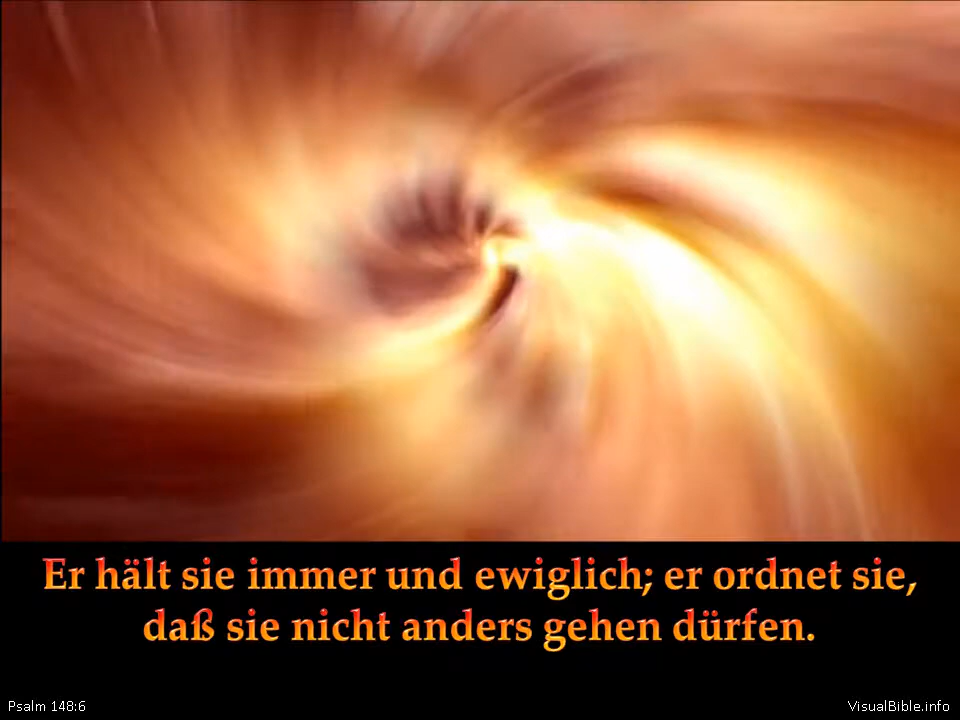 Er hält sie immer und ewiglich; er ordnet sie,
daß sie nicht anders gehen dürfen.
Psalm 148:6
VisualBible.info